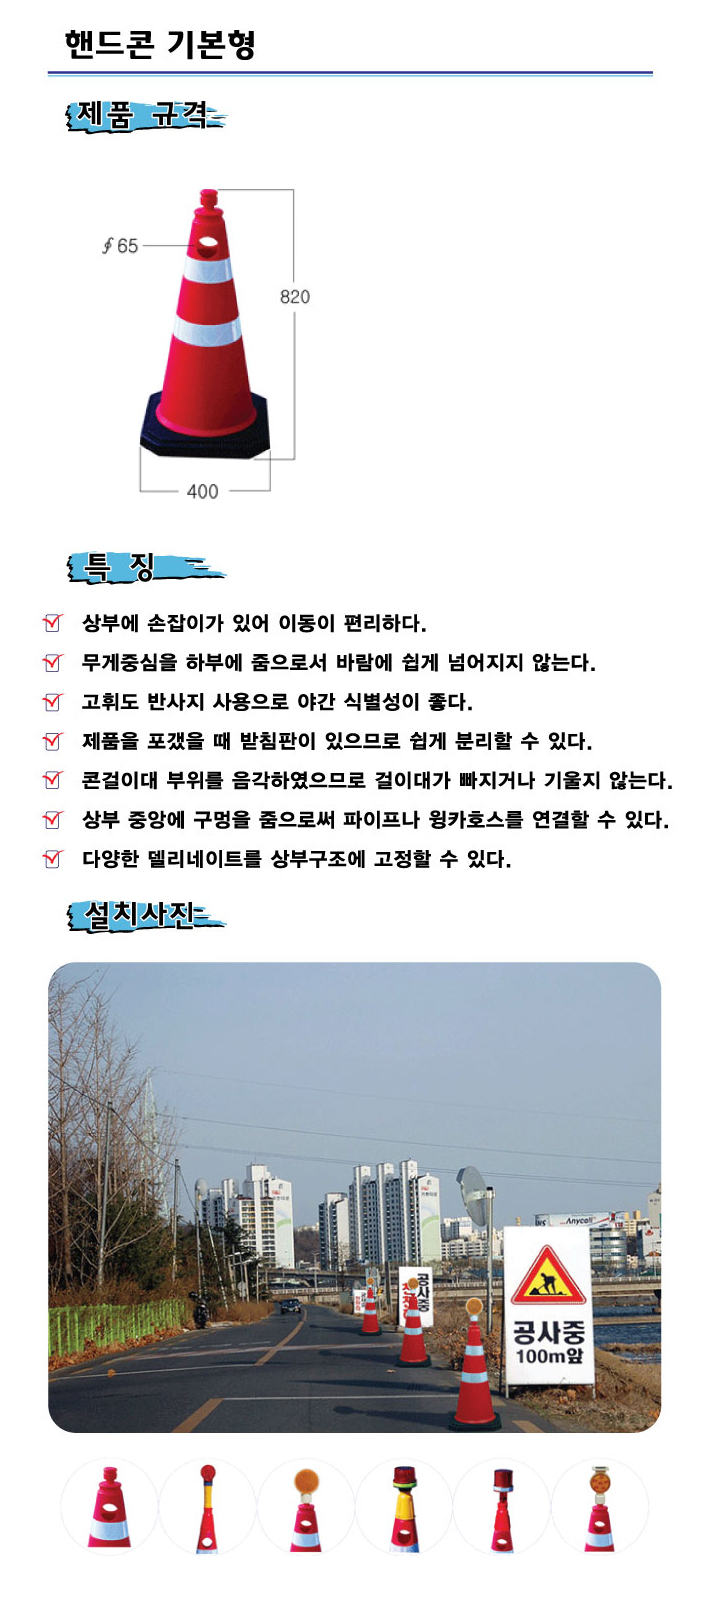 핸드콘 기본형
제품 규격
∮65
820
400
특 징
상부에 손잡이가 있어 이동이 편리하다.
무게중심을 하부에 줌으로서 바람에 쉽게 넘어지지 않는다.
고휘도 반사지 사용으로 야간 식별성이 좋다.
제품을 포갰을 때 받침판이 있으므로 쉽게 분리할 수 있다.
콘걸이대 부위를 음각하였으므로 걸이대가 빠지거나 기울지 않는다.
상부 중앙에 구멍을 줌으로써 파이프나 윙카호스를 연결할 수 있다.
다양한 델리네이트를 상부구조에 고정할 수 있다.
설치사진
Anycall
공사중
공사중
100m앞